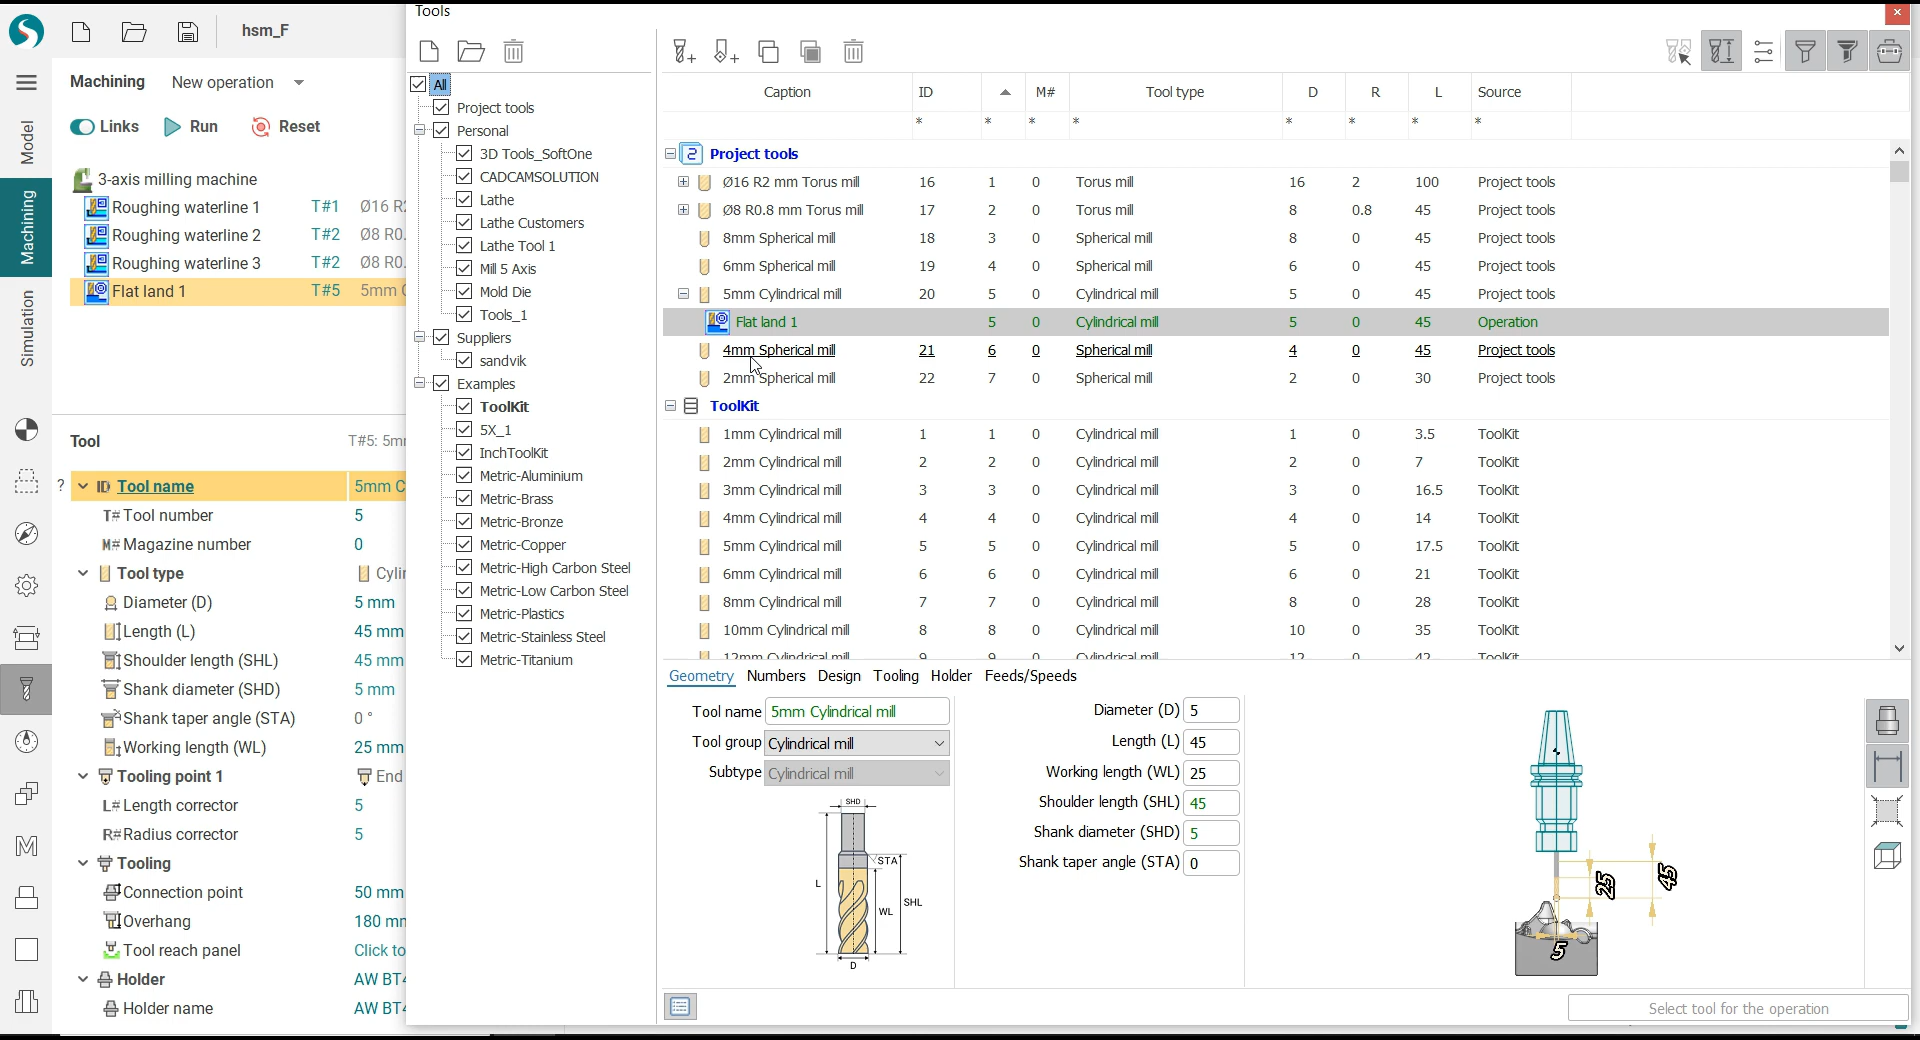 Tools
hsm_F
Machining New operation
Links Run Reset
Model
Machining
Simulation
3-axis milling machine
Roughing waterline 1 T#1 Ø16 R
Roughing waterline 2 T#2 Ø8 R0.
Roughing waterline 3 T#2 Ø8 R0.
Flat land 1 T#5 5mm
Tool T#5: 5m
? ID Tool name 5mm C
T# Tool number 5
M# Magazine number 0
Tool type Cylin
Diameter (D) 5 mm
Length (L) 45 mm
Shoulder length (SHL) 45 mm
Shank diameter (SHD) 5 mm
Shank taper angle (STA) 0 °
Working length (WL) 25 mm
Tooling point 1 End
L# Length corrector 5
R# Radius corrector 5
Tooling
Connection point 50 mm
Overhang 180 mm
Tool reach panel Click to
Holder AW BT4
Holder name AW BT4
All
Project tools
Personal
3D Tools_SoftOne
CADCAMSOLUTION
Lathe
Lathe Customers
Lathe Tool 1
Mill 5 Axis
Mold Die
Tools_1
Suppliers
sandvik
Examples
ToolKit
5X_1
InchToolKit
Metric-Aluminium
Metric-Brass
Metric-Bronze
Metric-Copper
Metric-High Carbon Steel
Metric-Low Carbon Steel
Metric-Plastics
Metric-Stainless Steel
Metric-Titanium
Caption ID M# Tool type D R L Source
* * * * * * * *
Project tools
Ø16 R2 mm Torus mill 16 1 0 Torus mill 16 2 100 Project tools
Ø8 R0.8 mm Torus mill 17 2 0 Torus mill 8 0.8 45 Project tools
8mm Spherical mill 18 3 0 Spherical mill 8 0 45 Project tools
6mm Spherical mill 19 4 0 Spherical mill 6 0 45 Project tools
5mm Cylindrical mill 20 5 0 Cylindrical mill 5 0 45 Project tools
Flat land 1 5 0 Cylindrical mill 5 0 45 Operation
4mm Spherical mill 21 6 0 Spherical mill 4 0 45 Project tools
2mm Spherical mill 22 7 0 Spherical mill 2 0 30 Project tools
ToolKit
1mm Cylindrical mill 1 1 0 Cylindrical mill 1 0 3.5 ToolKit
2mm Cylindrical mill 2 2 0 Cylindrical mill 2 0 7 ToolKit
3mm Cylindrical mill 3 3 0 Cylindrical mill 3 0 16.5 ToolKit
4mm Cylindrical mill 4 4 0 Cylindrical mill 4 0 14 ToolKit
5mm Cylindrical mill 5 5 0 Cylindrical mill 5 0 17.5 ToolKit
6mm Cylindrical mill 6 6 0 Cylindrical mill 6 0 21 ToolKit
8mm Cylindrical mill 7 7 0 Cylindrical mill 8 0 28 ToolKit
10mm Cylindrical mill 8 8 0 Cylindrical mill 10 0 35 ToolKit
12mm Cylindrical mill 9 9 0 Cylindrical mill 12 0 42 ToolKit
Geometry Numbers Design Tooling Holder Feeds/Speeds
Tool name 5mm Cylindrical mill
Tool group Cylindrical mill
Subtype Cylindrical mill
SHD
STA
L
SHL
WL
D
Diameter (D) 5
Length (L) 45
Working length (WL) 25
Shoulder length (SHL) 45
Shank diameter (SHD) 5
Shank taper angle (STA) 0
25
45
5
Select tool for the operation